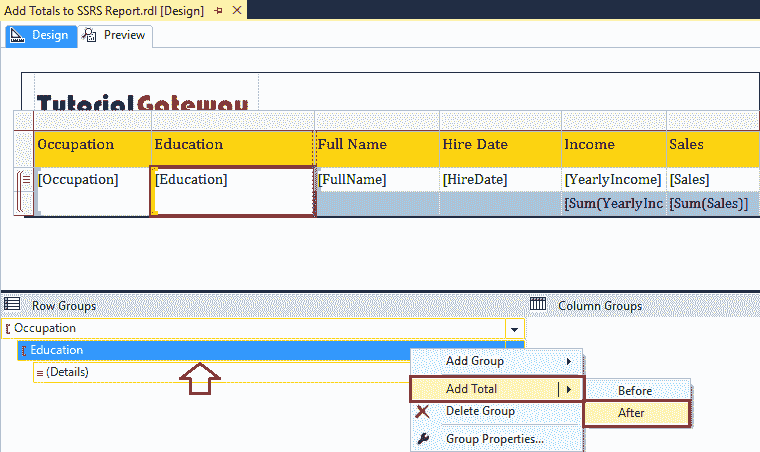 Add Totals to SSRS Report.rdl [Design]
Design Preview
TutorialGateway
Occupation Education Full Name Hire Date Income Sales
[Occupation] [Education] [FullName] [HireDate] [YearlyIncome] [Sales]
[Sum(YearlyInc [Sum(Sales)]
Row Groups Column Groups
Occupation
Education
(Details)
Add Group
Add Total
Delete Group
Group Properties...
Before
After